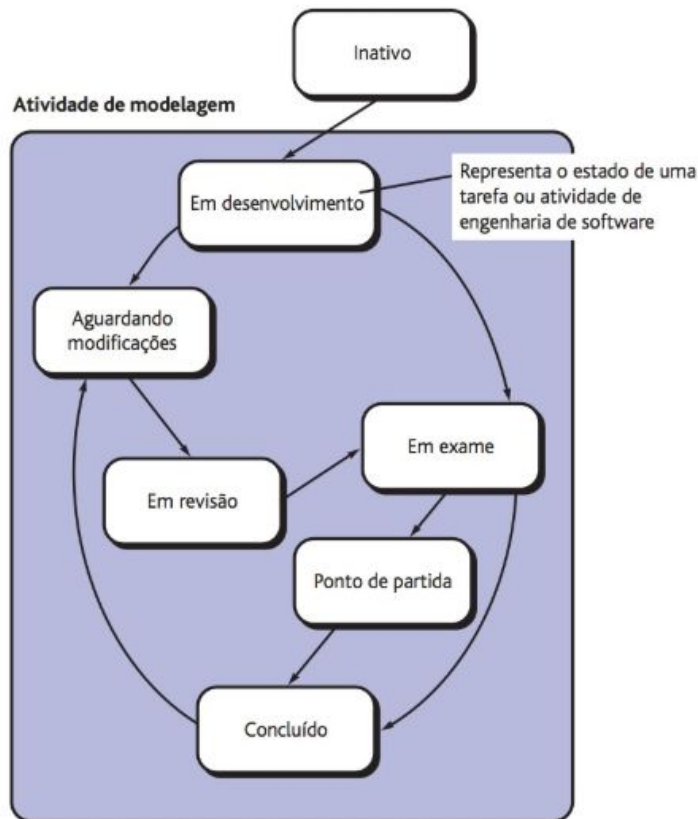 Inativo
Atividade de modelagem
Em desenvolvimento
Representa o estado de uma
tarefa ou atividade de
engenharia de software
Aguardando
modificações
Em exame
Em revisão
Ponto de partida
Concluído